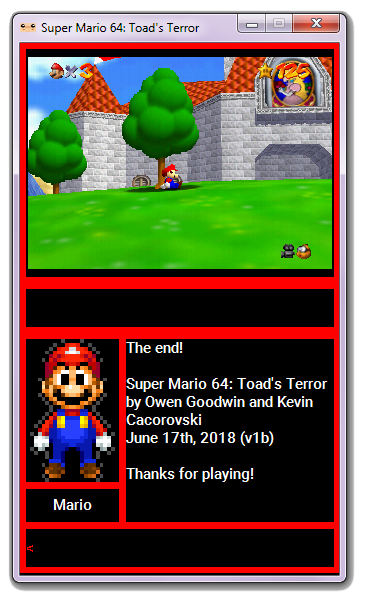 Super Mario 64: Toad's Terror
×3
125
The end!
Super Mario 64: Toad's Terror
by Owen Goodwin and Kevin
Cacorovski
June 17th, 2018 (v1b)
Thanks for playing!
Mario
<